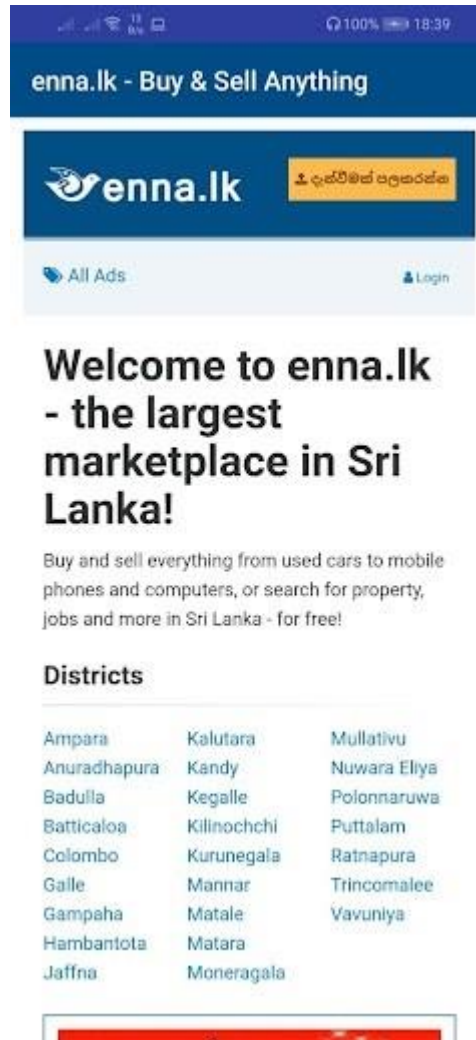 100% 18:39
enna.lk - Buy & Sell Anything
enna.lk
දැන්වීමක් පලකරන්න
All Ads
Login
Welcome to enna.lk
- the largest
marketplace in Sri
Lanka!
Buy and sell everything from used cars to mobile
phones and computers, or search for property,
jobs and more in Sri Lanka - for free!
Districts
Ampara Kalutara Mullativu
Anuradhapura Kandy Nuwara Eliya
Badulla Kegalle Polonnaruwa
Batticaloa Kilinochchi Puttalam
Colombo Kurunegala Ratnapura
Galle Mannar Trincomalee
Gampaha Matale Vavuniya
Hambantota Matara
Jaffna Moneragala